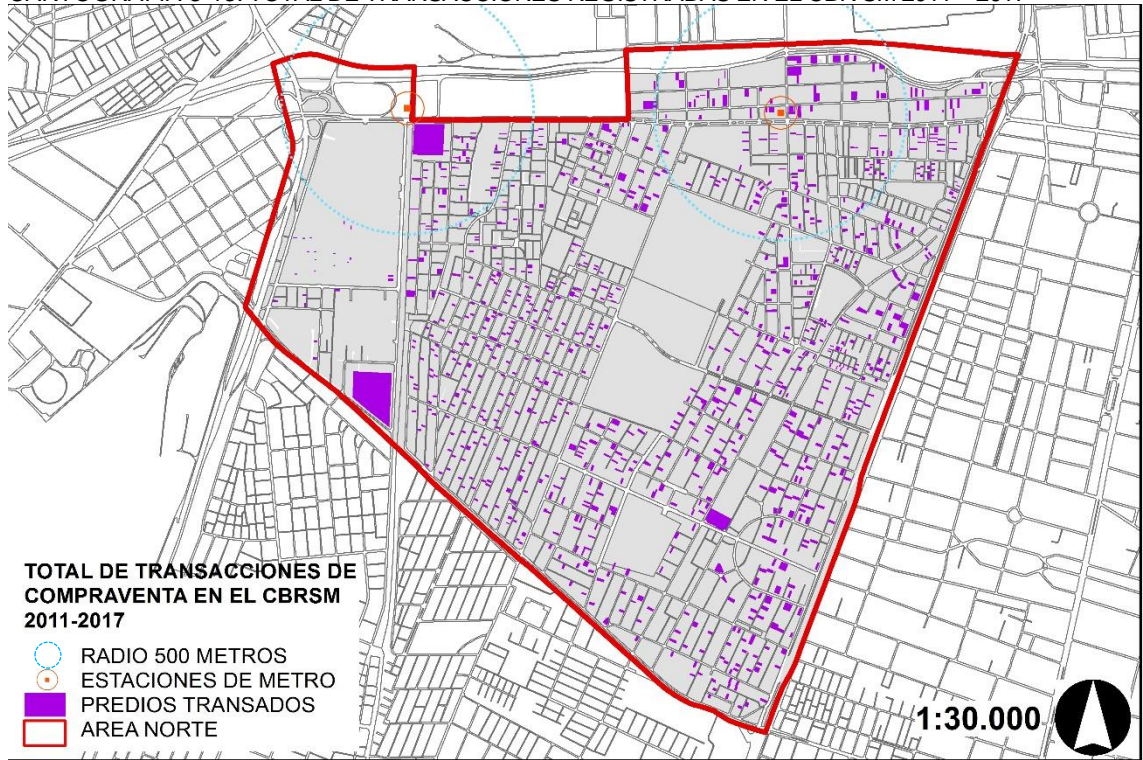 TOTAL DE TRANSACCIONES DE
COMPRAVENTA EN EL CBRSM
2011-2017
RADIO 500 METROS
ESTACIONES DE METRO
PREDIOS TRANSADOS
AREA NORTE
1:30.000